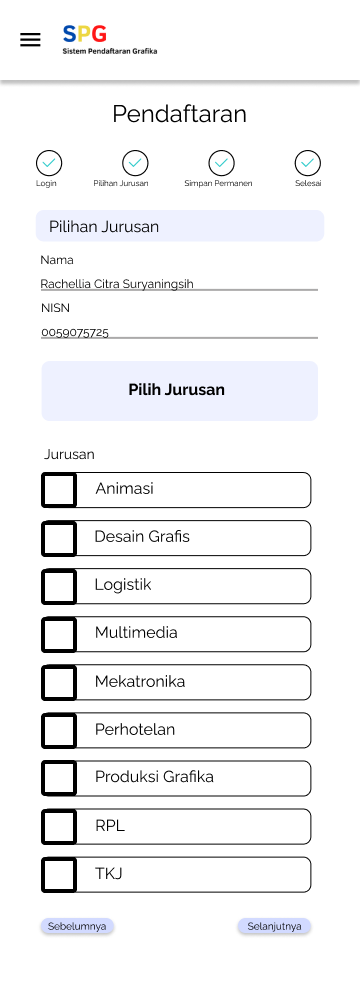 SPG
Sistem Pendaftaran Grafika
Pendaftaran
Login Pilihan Jurusan Simpan Permanen Selesai
Pilihan Jurusan
Nama
Rachellia Citra Suryaningsih
NISN
0059075725
Pilih Jurusan
Jurusan
Animasi
Desain Grafis
Logistik
Multimedia
Mekatronika
Perhotelan
Produksi Grafika
RPL
TKJ
Sebelumnya Selanjutnya